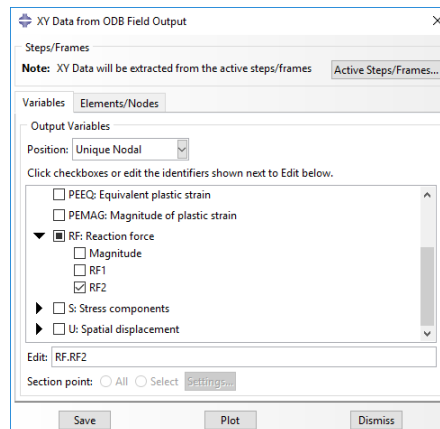 XY Data from ODB Field Output
Steps/Frames
Note: XY Data will be extracted from the active steps/frames
Active Steps/Frames...
Variables
Elements/Nodes
Output Variables
Position: Unique Nodal
Click checkboxes or edit the identifiers shown next to Edit below.
PEEQ: Equivalent plastic strain
PEMAG: Magnitude of plastic strain
RF: Reaction force
Magnitude
RF1
RF2
S: Stress components
U: Spatial displacement
Edit: RF.RF2
Section point: All Select Settings...
Save Plot Dismiss